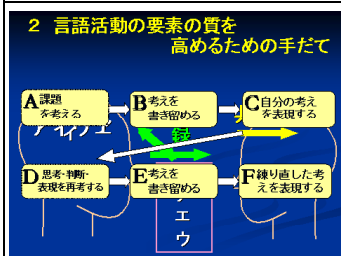 2 言語活動の要素の質を
高めるための手だて
A課題
を考える
B考えを
書き留める
C自分の考え
を表現する
D思考・判断・
表現を再考する
E考えを
書き留める
F練り直した考
えを表現する
録
エ
ウ